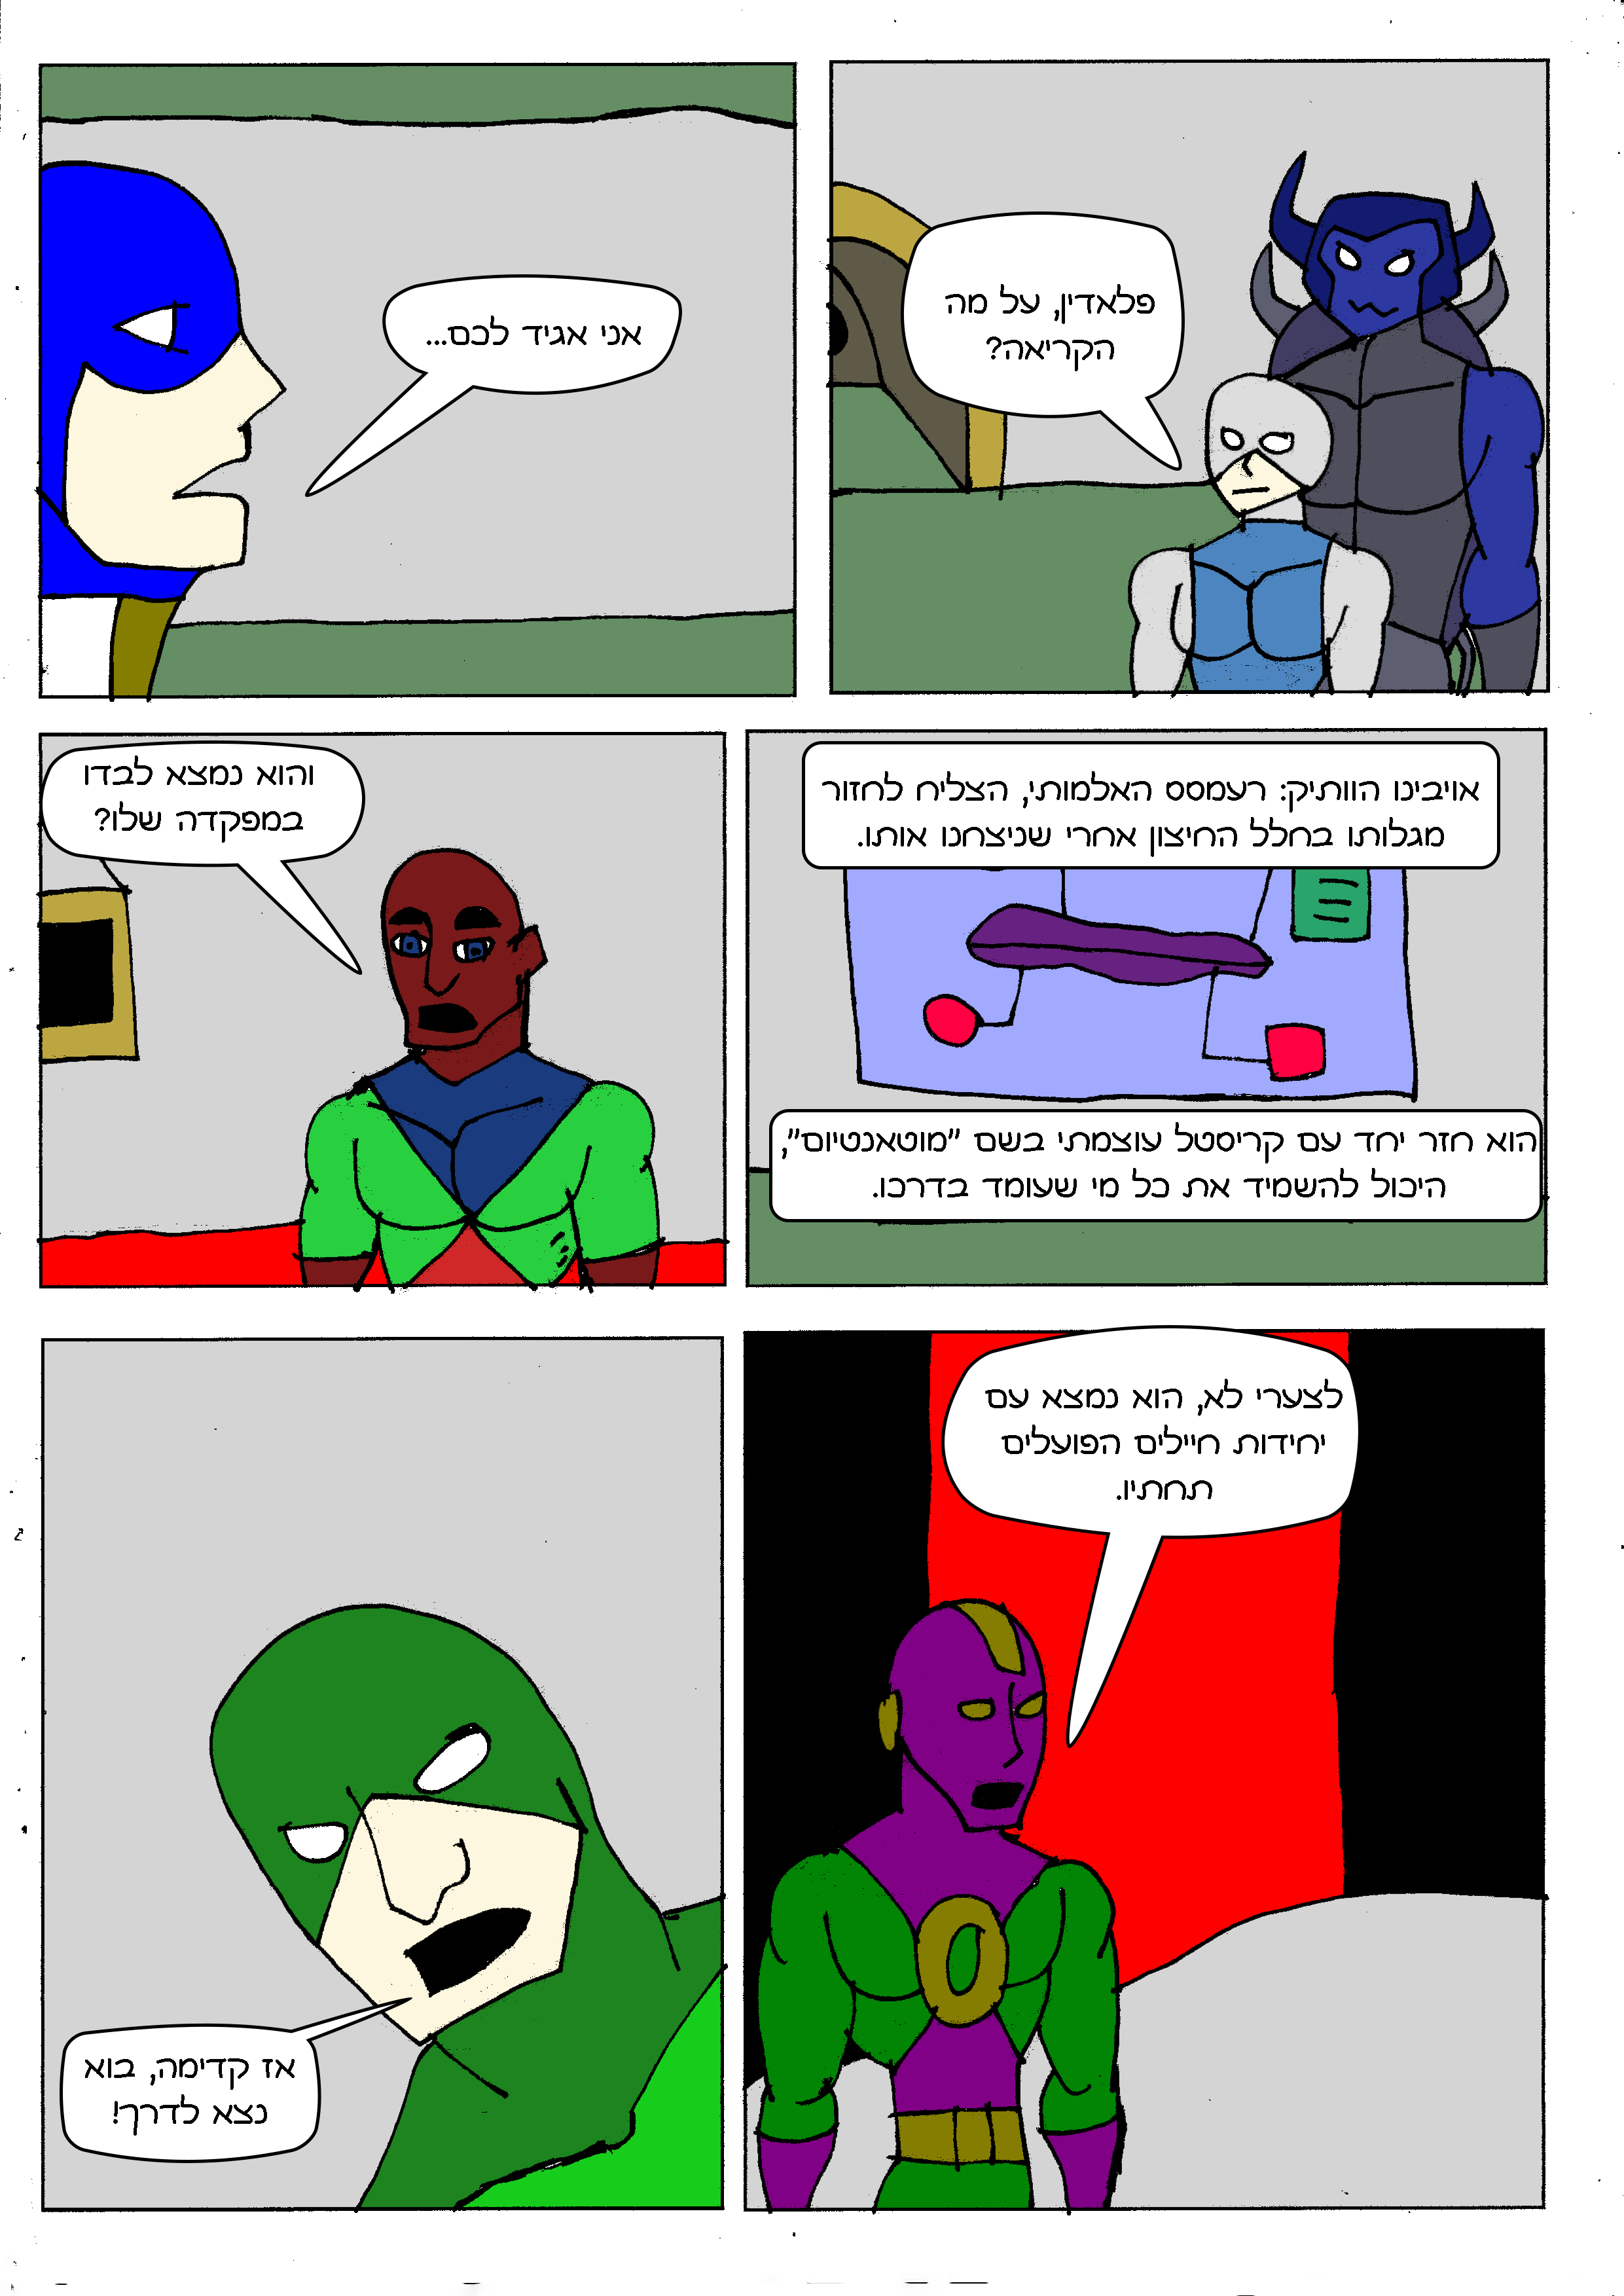 פלאדין, על מה
הקריאה?
אני אגיד לכם...
אויבינו הוותיק: רעמסס האלמותי, הצליח לחזור
מגלותו בחלל החיצון אחרי שניצחנו אותו.
הוא חזר יחד עם קריסטל עוצמתי בשם "מוטאנטיום",
היכול להשמיד את כל מי שעומד בדרכו.
והוא נמצא לבדו
במפקדה שלו?
לצערי לא, הוא נמצא עם
יחידות חיילים הפועלים
תחתיו.
אז קדימה, בוא
נצא לדרך!